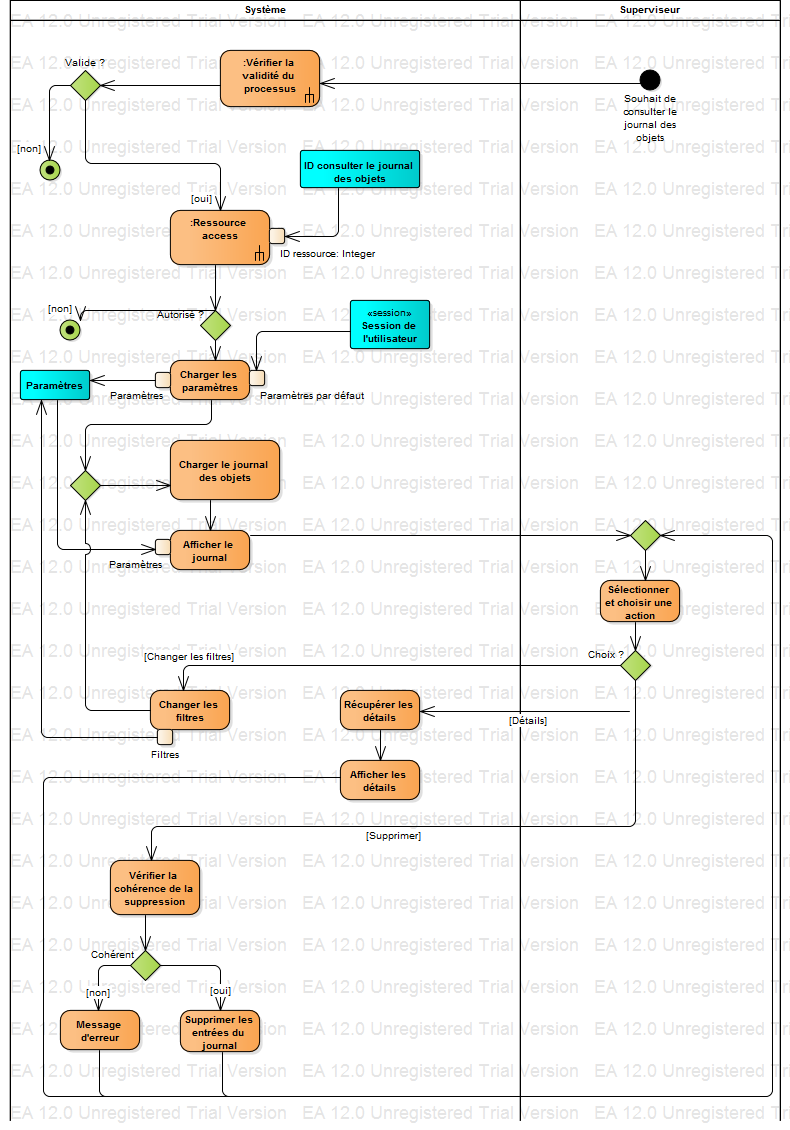 Système
Superviseur
Valide ?
:Vérifier la
validité du
processus
Souhait de
consulter le
journal des
objets
[non]
ID consulter le journal
des objets
[oui]
:Ressource
access
ID ressource: Integer
[non]
Autorisé ?
«session»
Session de
l'utilisateur
Charger les
paramètres
Paramètres
Paramètres
Paramètres par défaut
Charger le journal
des objets
Afficher le
journal
Paramètres
Sélectionner
et choisir une
action
Choix ?
[Changer les filtres]
Changer les
filtres
Récupérer les
détails
[Détails]
Filtres
Afficher les
détails
[Supprimer]
Vérifier la
cohérence de la
suppression
Cohérent
[non]
[oui]
Message
d'erreur
Supprimer les
entrées du
journal
EA 12.0 Unregistered Trial Version